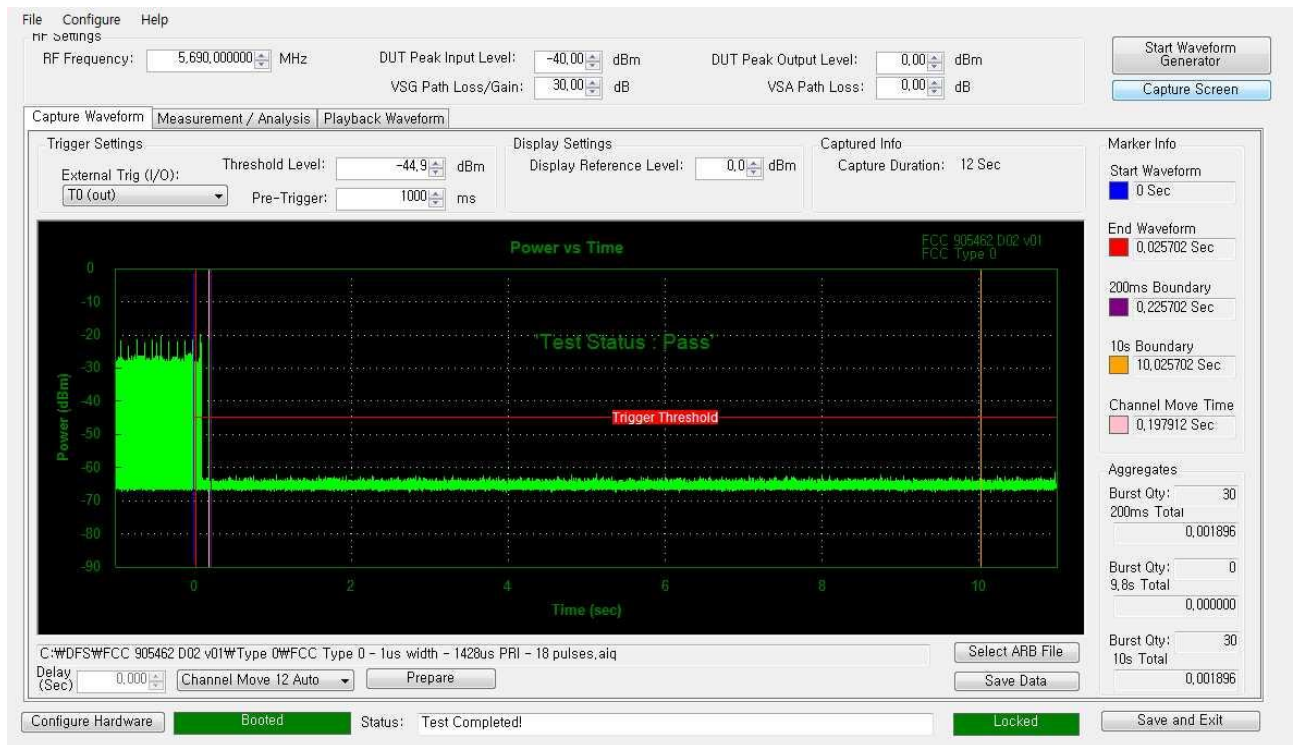 File Configure Help
RF Settings
RF Frequency: 5,690,000000 MHz DUT Peak Input Level: -40,00 dBm DUT Peak Output Level: 0,00 dBm Start Waveform Generator
VSG Path Loss/Gain: 30,00 dB VSA Path Loss: 0,00 dB Capture Screen
Capture Waveform Measurement / Analysis Playback Waveform
Trigger Settings Display Settings Captured Info Marker Info
External Trig (I/O): Threshold Level: -44,9 dBm Display Reference Level: 0,0 dBm Capture Duration: 12 Sec
T0 (out) Pre-Trigger: 1000 ms
Start Waveform
0 Sec
End Waveform
0,025702 Sec
200ms Boundary
0,225702 Sec
10s Boundary
10,025702 Sec
Channel Move Time
0,197912 Sec
Aggregates
Burst Qty: 30
200ms Total
0,001896
Burst Qty: 0
9,8s Total
0,000000
Burst Qty: 30
10s Total
0,001896
Power vs Time
FCC 905462 D02 v01
FCC Type 0
'Test Status : Pass'
Trigger Threshold
Power (dBm)
0
-10
-20
-30
-40
-50
-60
-70
-80
-90
0 2 4 6 8 10
Time (sec)
C:₩DFS₩FCC 905462 D02 v01₩Type 0₩FCC Type 0 - 1us width - 1428us PRI - 18 pulses,aiq Select ARB File
Delay (Sec) 0,000 Channel Move 12 Auto Prepare Save Data
Configure Hardware Booted Status: Test Completed! Locked Save and Exit